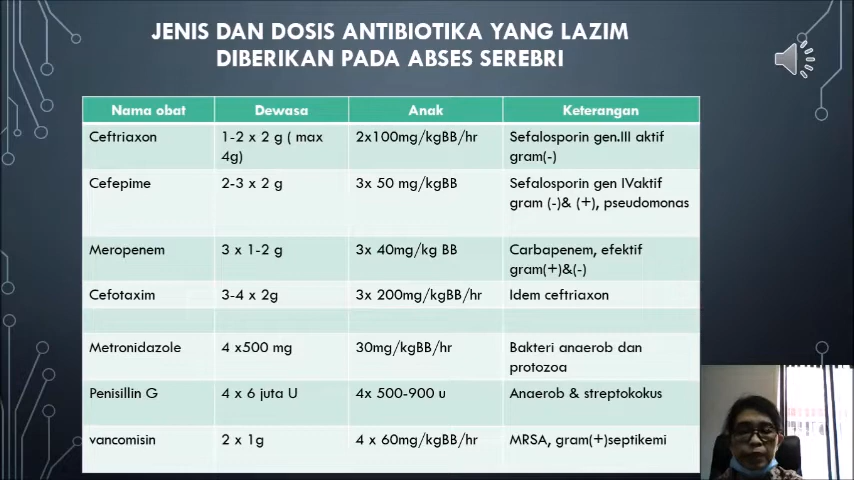 JENIS DAN DOSIS ANTIBIOTIKA YANG LAZIM
DIBERIKAN PADA ABSES SEREBRI
Nama obat Dewasa Anak Keterangan
Ceftriaxon 1-2 x 2 g ( max 2x100mg/kgBB/hr Sefalosporin gen.III aktif
4g) gram(-)
Cefepime 2-3 x 2 g 3x 50 mg/kgBB Sefalosporin gen IVaktif
gram (-)& (+), pseudomonas
Meropenem 3 x 1-2 g 3x 40mg/kg BB Carbapenem, efektif
gram(+)&(-)
Cefotaxim 3-4 x 2g 3x 200mg/kgBB/hr Idem ceftriaxon
Metronidazole 4 x500 mg 30mg/kgBB/hr Bakteri anaerob dan
protozoa
Penisillin G 4 x 6 juta U 4x 500-900 u Anaerob & streptokokus
vancomisin 2 x 1g 4 x 60mg/kgBB/hr MRSA, gram(+)septikemi